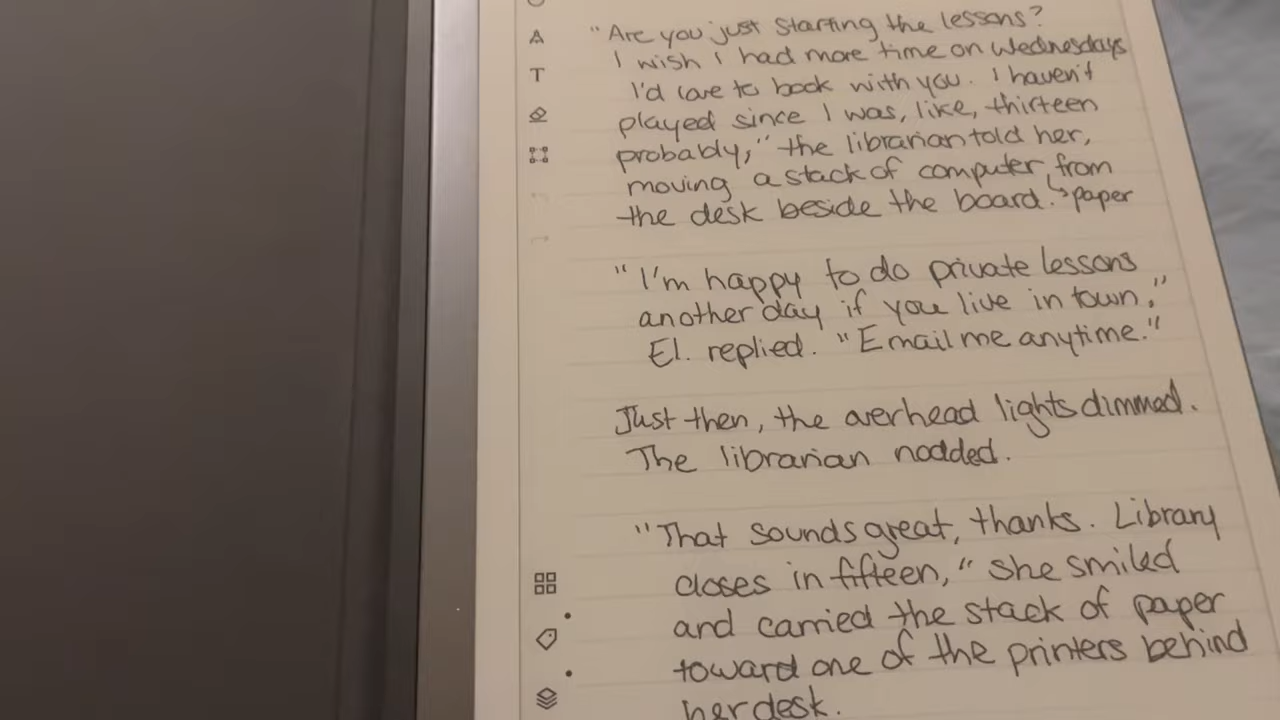 A
T
"Are you just starting the lessons?
I wish I had more time on Wednesdays
I'd love to book with you. I haven't
played since I was, like, thirteen
probably," the librarian told her,
moving a stack of computer from
the desk beside the board. ↳paper
"I'm happy to do private lessons
another day if you live in town,"
El. replied. "Email me anytime."
Just then, the overhead lights dimmed.
The librarian nodded.
"That sounds great, thanks. Library
closes in fifteen," she smiled
and carried the stack of paper
toward one of the printers behind
her desk.